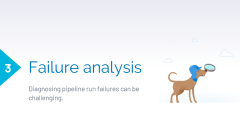 3
Failure analysis
Diagnosing pipeline run failures can be
challenging.